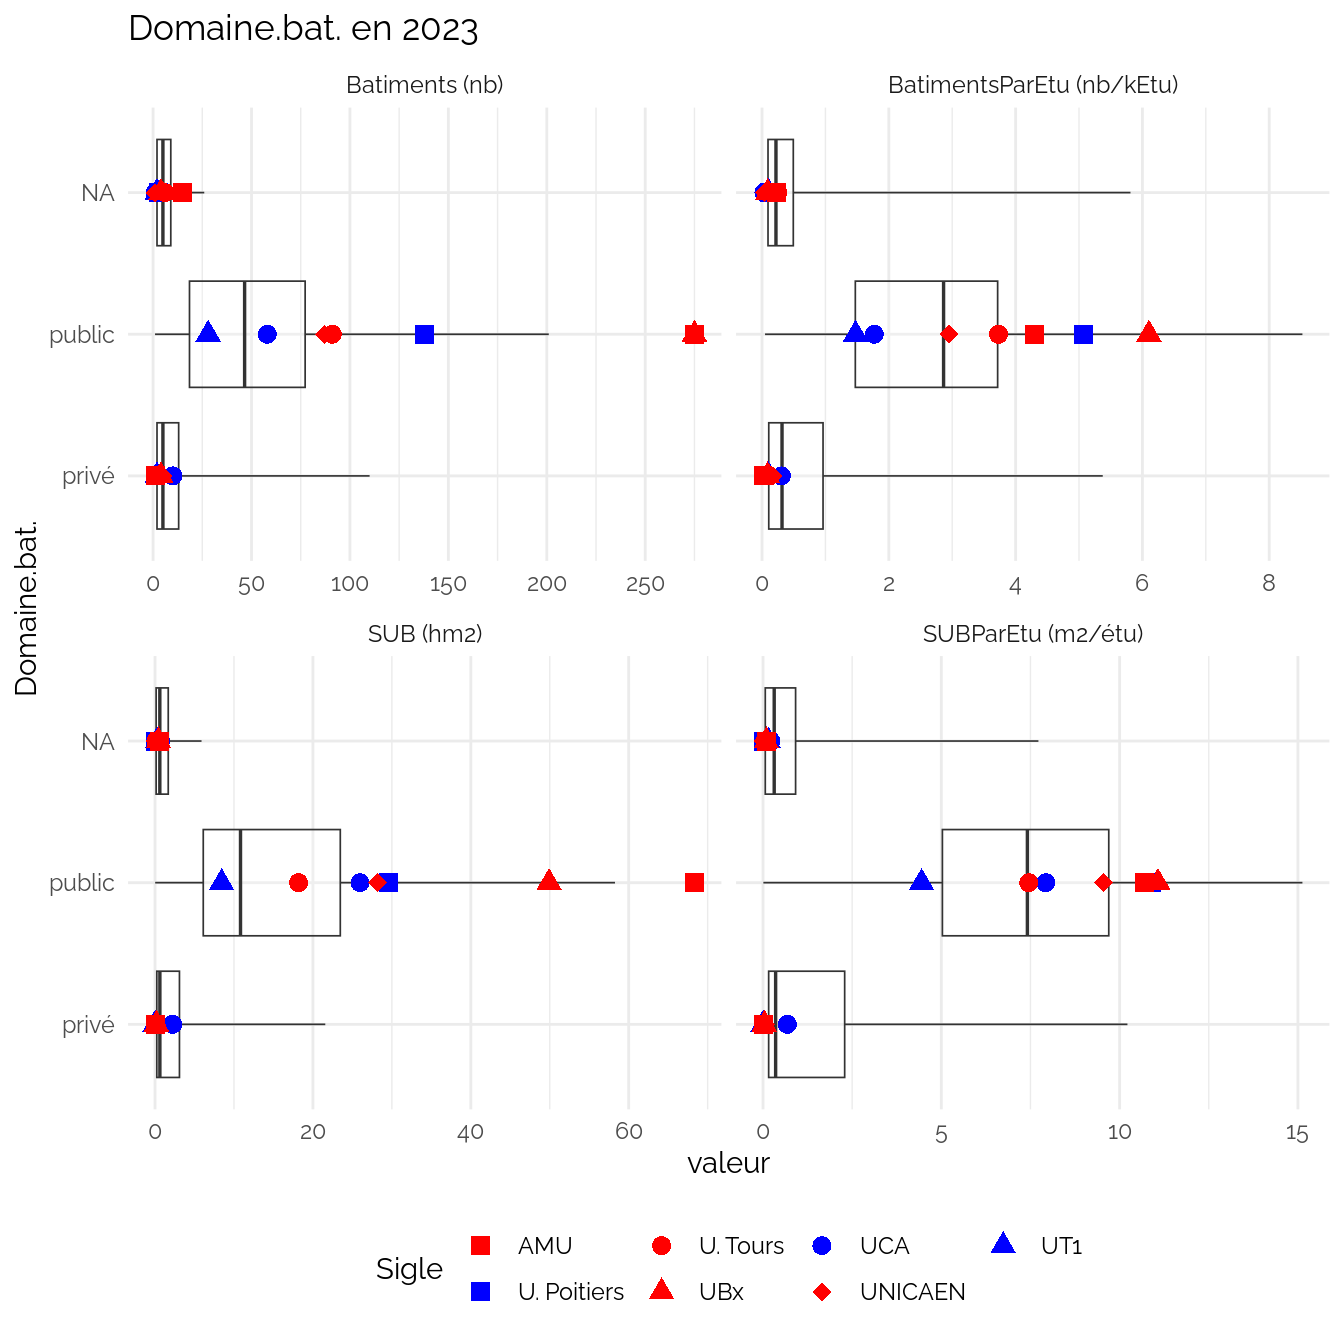 Domaine.bat. en 2023
Batiments (nb)
BatimentsParEtu (nb/kEtu)
NA
public
privé
0 50 100 150 200 250
0 2 4 6 8
SUB (hm2)
SUBParEtu (m2/étu)
NA
public
privé
0 20 40 60
0 5 10 15
Domaine.bat.
valeur
Sigle
AMU U. Tours UCA UT1
U. Poitiers UBx UNICAEN